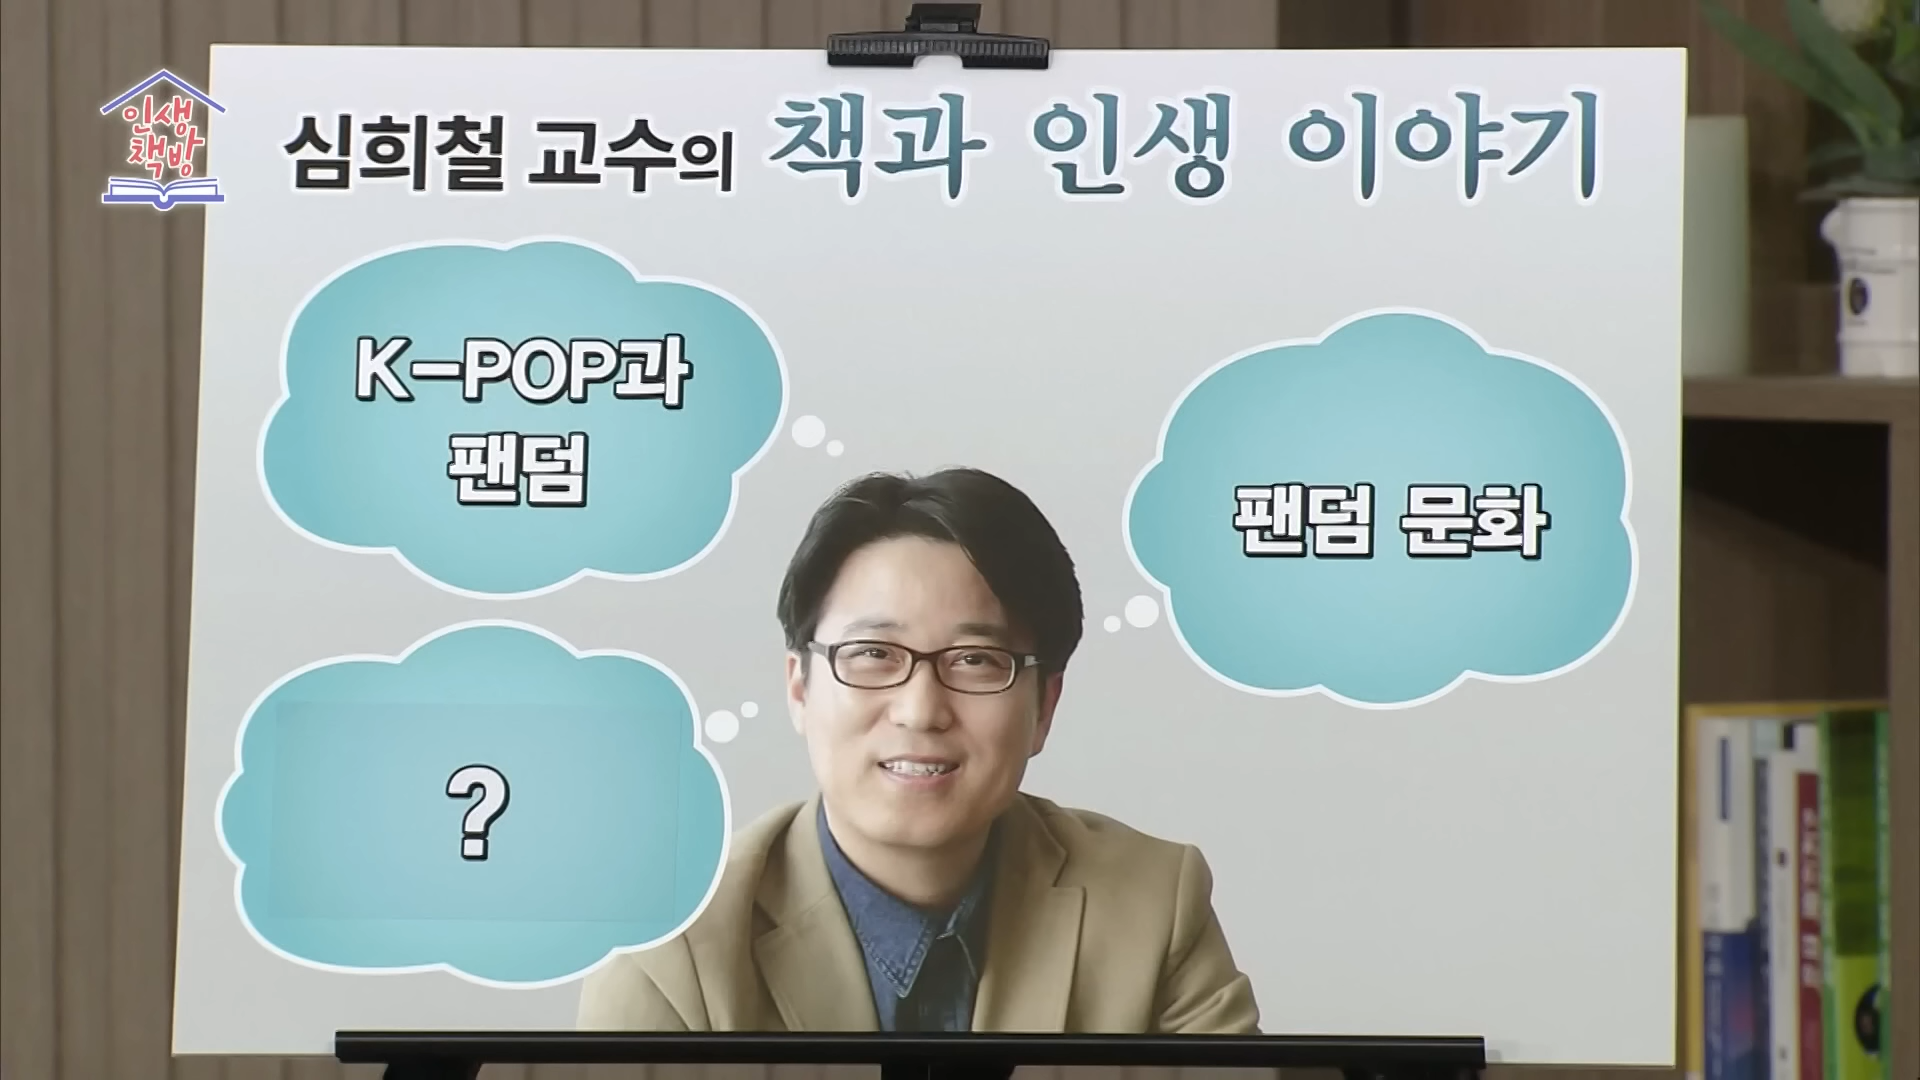 인생
책방
심희철 교수의 책과 인생 이야기
K-POP과
팬덤
팬덤 문화
?